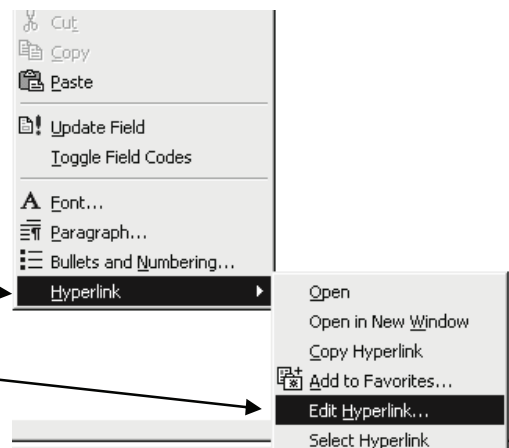 Cut
Copy
Paste
Update Field
Toggle Field Codes
Font...
Paragraph...
Bullets and Numbering...
Hyperlink
Open
Open in New Window
Copy Hyperlink
Add to Favorites...
Edit Hyperlink...
Select Hyperlink